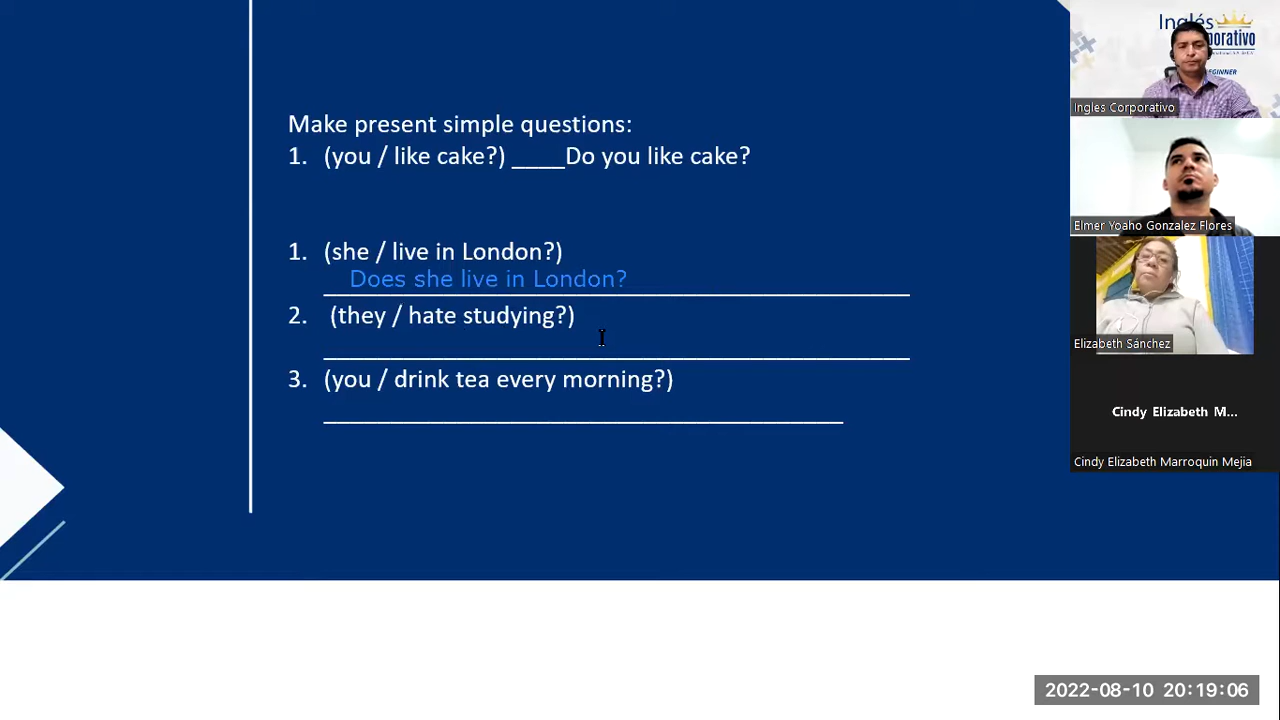 Make present simple questions:
1. (you / like cake?) ____Do you like cake?
1. (she / live in London?)
Does she live in London?
2. (they / hate studying?)
3. (you / drink tea every morning?)
Inglés
porativo
EGINNER
Ingles Corporativo
Elmer Yoaho Gonzalez Flores
Elizabeth Sánchez
Cindy Elizabeth M...
Cindy Elizabeth Marroquin Mejia
2022-08-10 20:19:06